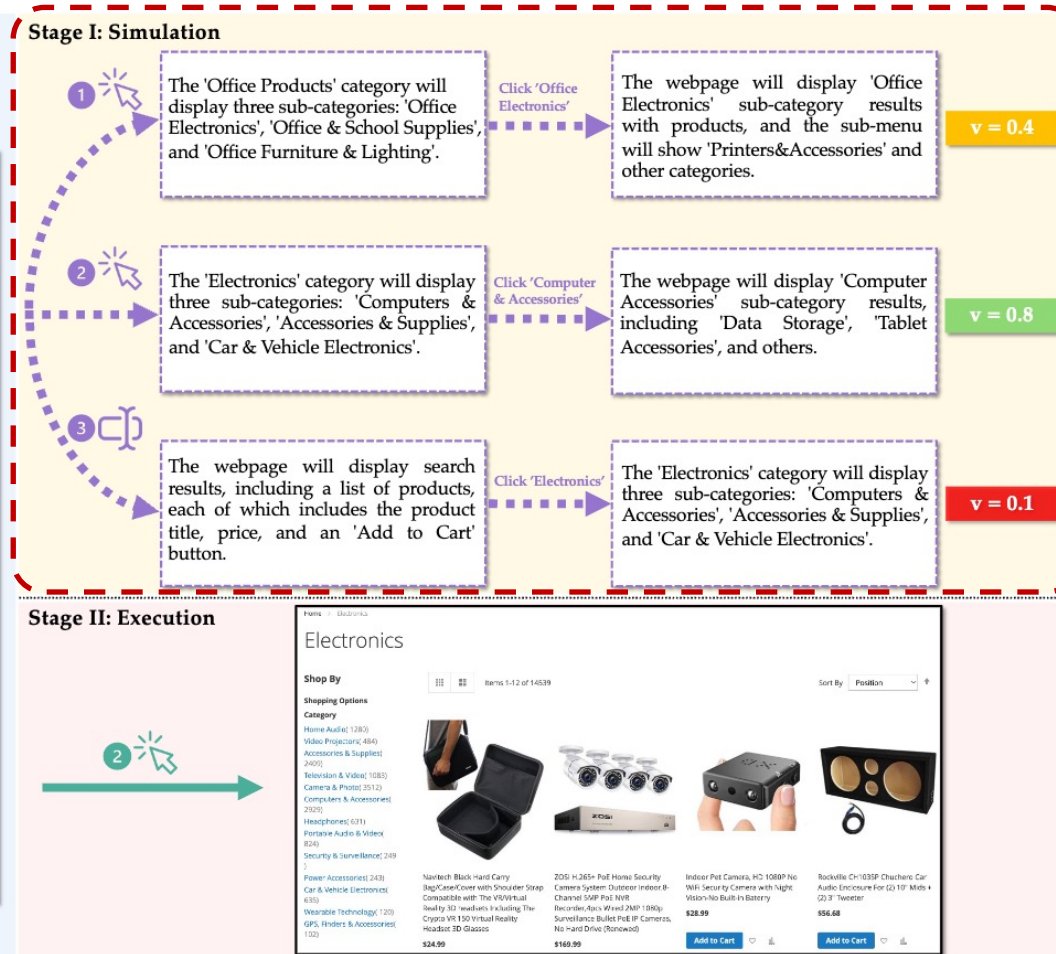 Stage I: Simulation
1
The 'Office Products' category will
display three sub-categories: 'Office
Electronics', 'Office & School Supplies',
and 'Office Furniture & Lighting'.
Click 'Office
Electronics'
The webpage will display 'Office
Electronics' sub-category results
with products, and the sub-menu
will show 'Printers&Accessories' and
other categories.
v = 0.4
2
The 'Electronics' category will display
three sub-categories: 'Computers &
Accessories', 'Accessories & Supplies',
and 'Car & Vehicle Electronics'.
Click 'Computer
& Accessories'
The webpage will display 'Computer
Accessories' sub-category results,
including 'Data Storage', 'Tablet
Accessories', and others.
v = 0.8
3
The webpage will display search
results, including a list of products,
each of which includes the product
title, price, and an 'Add to Cart'
button.
Click 'Electronics'
The 'Electronics' category will display
three sub-categories: 'Computers &
Accessories', 'Accessories & Supplies',
and 'Car & Vehicle Electronics'.
v = 0.1
Stage II: Execution
2
Home > Electronics
Electronics
Shop By
Shopping Options
Category
Home Audio( 1280)
Video Projectors( 484)
Accessories & Supplies(
2409)
Television & Video( 1083)
Camera & Photo( 3512)
Computers & Accessories(
2929)
Headphones( 631)
Portable Audio & Video(
824)
Security & Surveillance( 249
)
Power Accessories( 243)
Car & Vehicle Electronics(
635)
Wearable Technology( 120)
GPS, Finders & Accessories(
102)
Items 1-12 of 14539
Sort By Position
ZOSI
Navitech Black Hard Carry
Bag/Case/Cover with Shoulder Strap
Compatible with The VR/Virtual
Reality 3D headsets Including The
Crypto VR 150 Virtual Reality
Headset 3D Glasses
$24.99
ZOSI H.265+ PoE Home Security
Camera System Outdoor Indoor,8-
Channel 5MP PoE NVR
Recorder,4pcs Wired 2MP 1080p
Surveillance Bullet PoE IP Cameras,
No Hard Drive (Renewed)
$169.99
Indoor Pet Camera, HD 1080P No
WiFi Security Camera with Night
Vision-No Built-in Baterry
$28.99
Add to Cart
Rockville CH1035P Chuchero Car
Audio Enclosure For (2) 10" Mids +
(2) 3" Tweeter
$56.68
Add to Cart